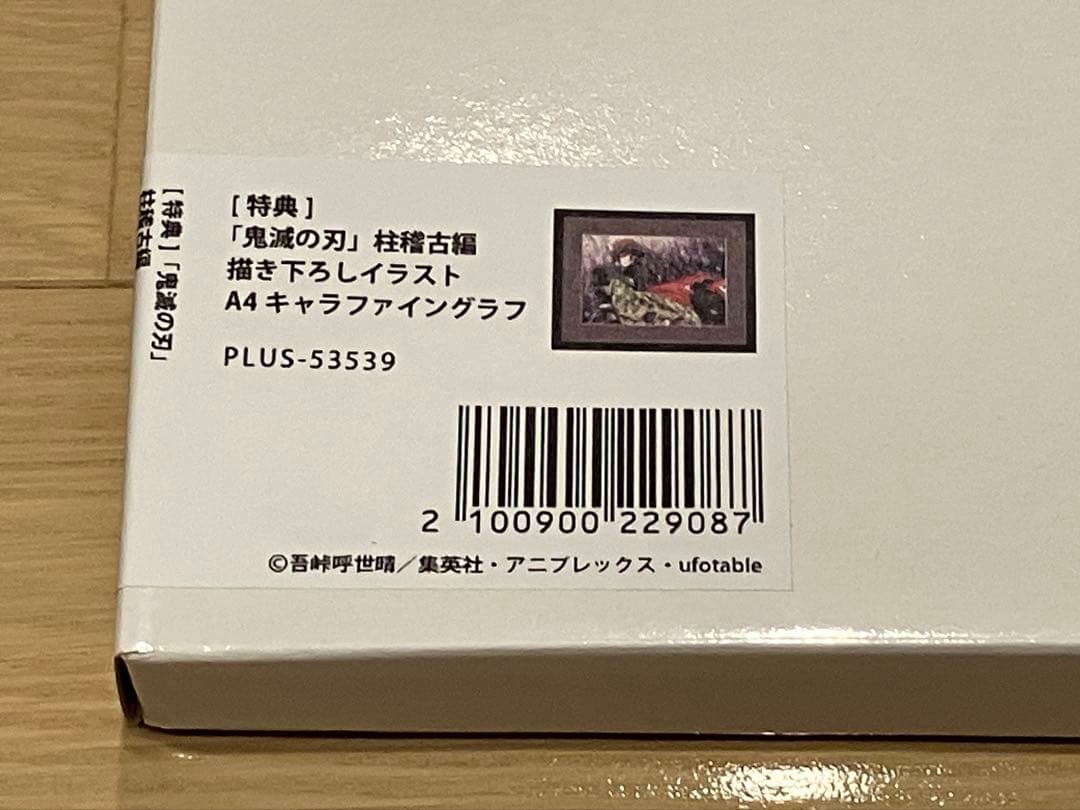 [特典]
「鬼滅の刃」柱稽古編
描き下ろしイラスト
A4 キャラファイングラフ
PLUS-53539
2 100900 229087
©吾峠呼世晴／集英社・アニプレックス・ufotable
[特典]「鬼滅の刃」
柱稽古編